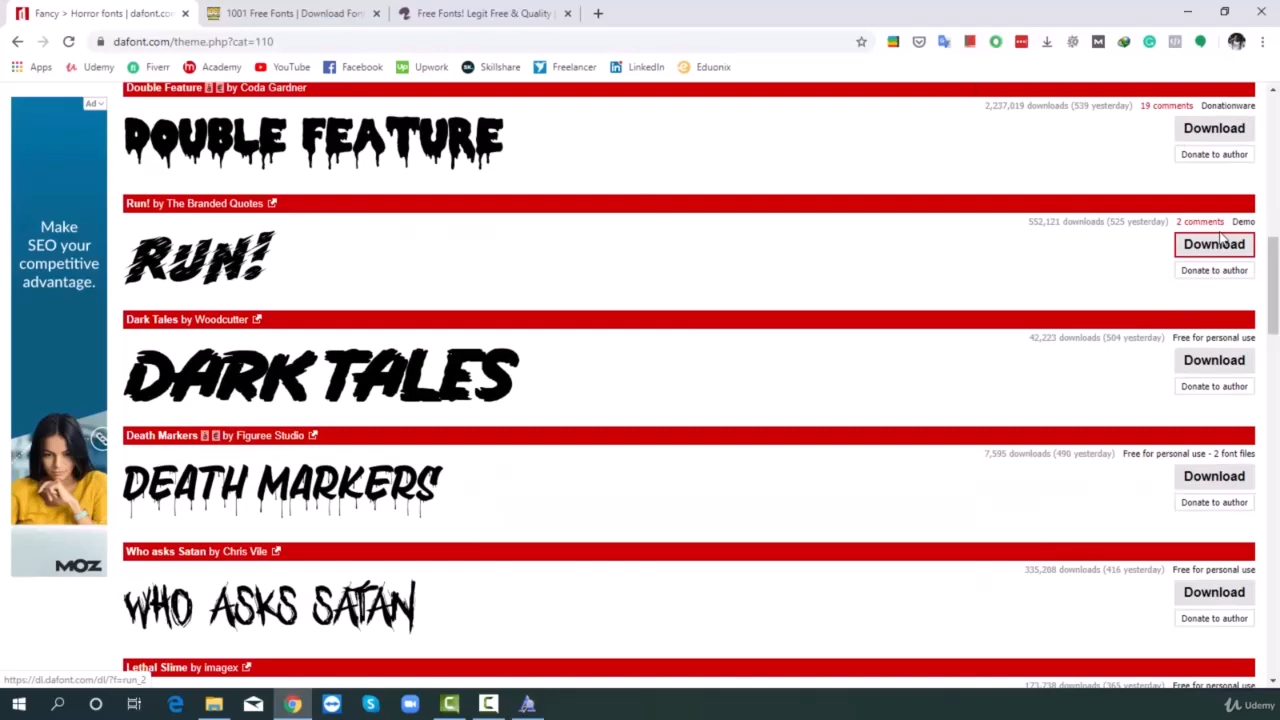 Fancy > Horror fonts | dafont.co
1001 Free Fonts | Download Fon
Free Fonts! Legit Free & Quality
dafont.com/theme.php?cat=110
Apps Udemy Fiverr Academy YouTube Facebook Upwork Skillshare Freelancer LinkedIn Eduonix
Double Feature by Coda Gardner
2,237,019 downloads (539 yesterday) 19 comments Donationware
DOUBLE FEATURE
Download
Donate to author
Run! by The Branded Quotes
552,121 downloads (525 yesterday) 2 comments Demo
RUN!
Download
Donate to author
Dark Tales by Woodcutter
42,223 downloads (504 yesterday) Free for personal use
DARK TALES
Download
Donate to author
Death Markers by Figuree Studio
7,595 downloads (490 yesterday) Free for personal use - 2 font files
DEATH MARKERS
Download
Donate to author
Who asks Satan by Chris Vile
335,208 downloads (416 yesterday) Free for personal use
WHO ASKS SATAN
Download
Donate to author
Lethal Slime by imagex
173,738 downloads (365 yesterday) Free for personal use
Ad
Make
SEO your
competitive
advantage.
MOZ
https://dl.dafont.com/dl/?f=run_2
Udemy